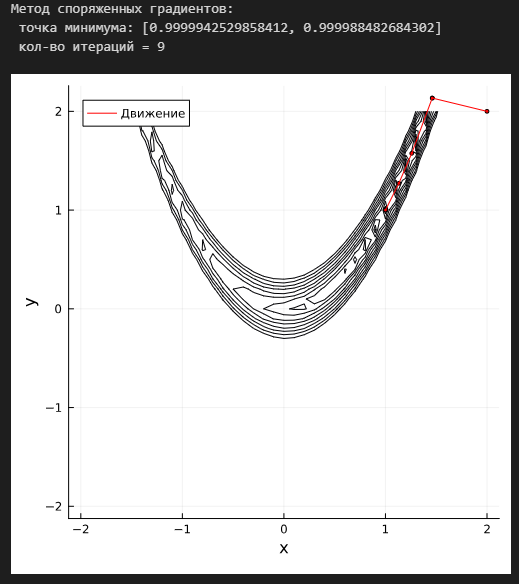 Метод споряженных градиентов:
точка минимума: [0.9999942529858412, 0.999988482684302]
кол-во итераций = 9
Движение
2
1
0
−1
−2
y
−2 −1 0 1 2
x